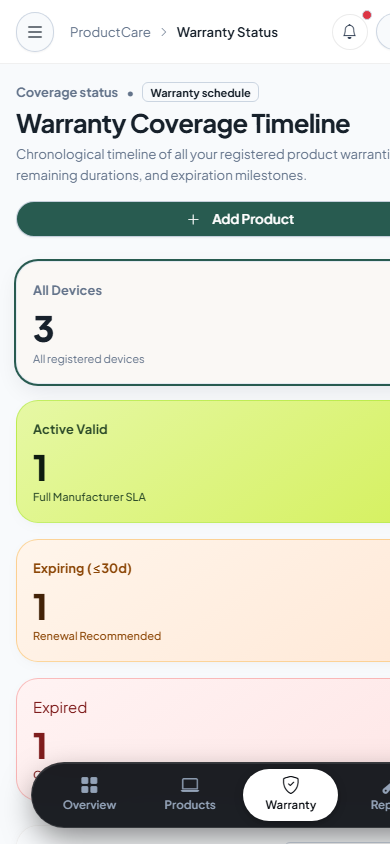 ProductCare > Warranty Status
Coverage status • Warranty schedule
Warranty Coverage Timeline
Chronological timeline of all your registered product
remaining durations, and expiration milestones.
+ Add Product
All Devices
3
All registered devices
Active Valid
1
Full Manufacturer SLA
Expiring (≤30d)
1
Renewal Recommended
Expired
1
Overview Products Warranty